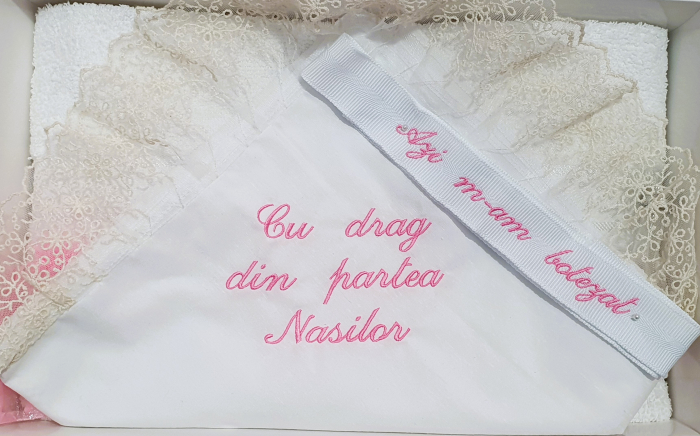 Cu drag
din partea
Nasilor
Azi m-am botezat